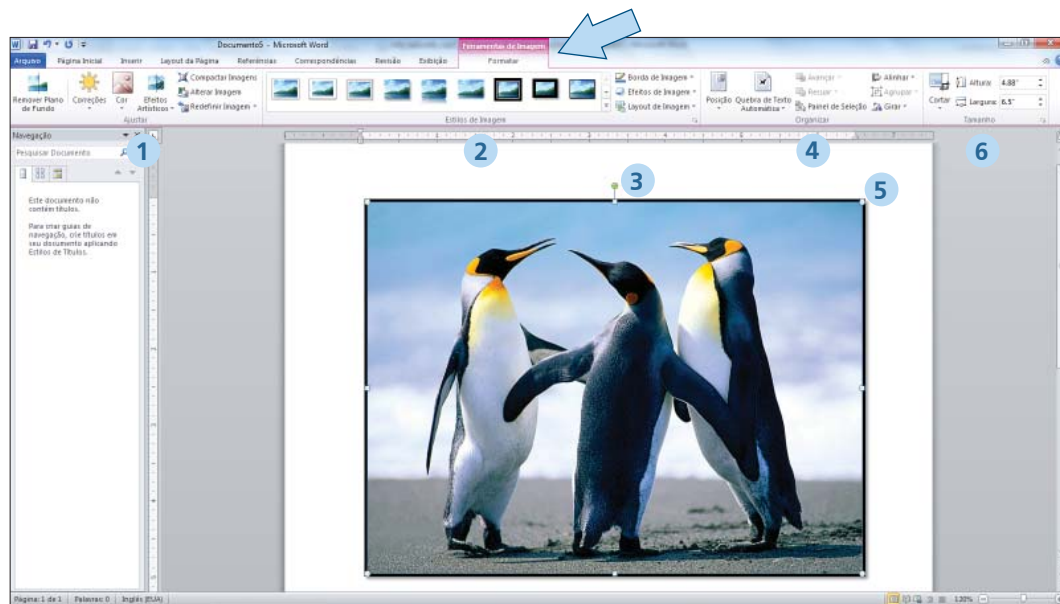 Documento5 - Microsoft Word
Ferramentas de Imagem
Arquivo Página Inicial Inserir Layout da Página Referências Correspondências Revisão Exibição Formatar
Remover Plano de Fundo
Correções
Cor
Efeitos Artísticos
Compactar Imagens
Alterar Imagem
Redefinir Imagem
Ajustar
Estilos de Imagem
Borda de Imagem
Efeitos de Imagem
Layout de Imagem
Posição
Quebra de Texto Automática
Avançar
Recuar
Painel de Seleção
Alinhar
Agrupar
Girar
Organizar
Cortar
Altura: 4.88"
Largura: 6.5"
Tamanho
Navegação
Pesquisar Documento
1
2
3
4
5
6
Este documento não
contém títulos.
Para criar guias de
navegação, crie títulos em
seu documento aplicando
Estilos de Títulos.
Página: 1 de 1 Palavras: 0 Inglês (EUA)
120%